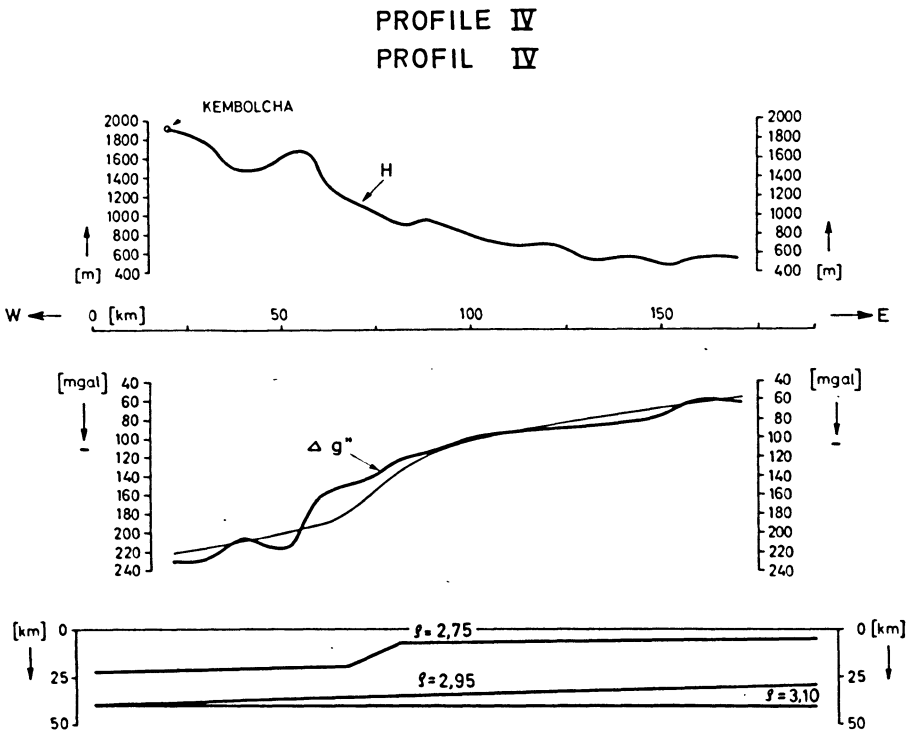 PROFILE IV
PROFIL IV
KEMBOLCHA
2000
1800
1600
1400
1200
1000
800
600
400
[m]
H
2000
1800
1600
1400
1200
1000
800
600
400
[m]
W 0 [km] 50 100 150 E
[mgal]
40
60
80
100
120
140
160
180
200
220
240
Δ g"
40
60
80
100
120
140
160
180
200
220
240
[mgal]
[km] 0
25
50
ρ = 2,75
ρ = 2,95
ρ = 3,10
0 [km]
25
50